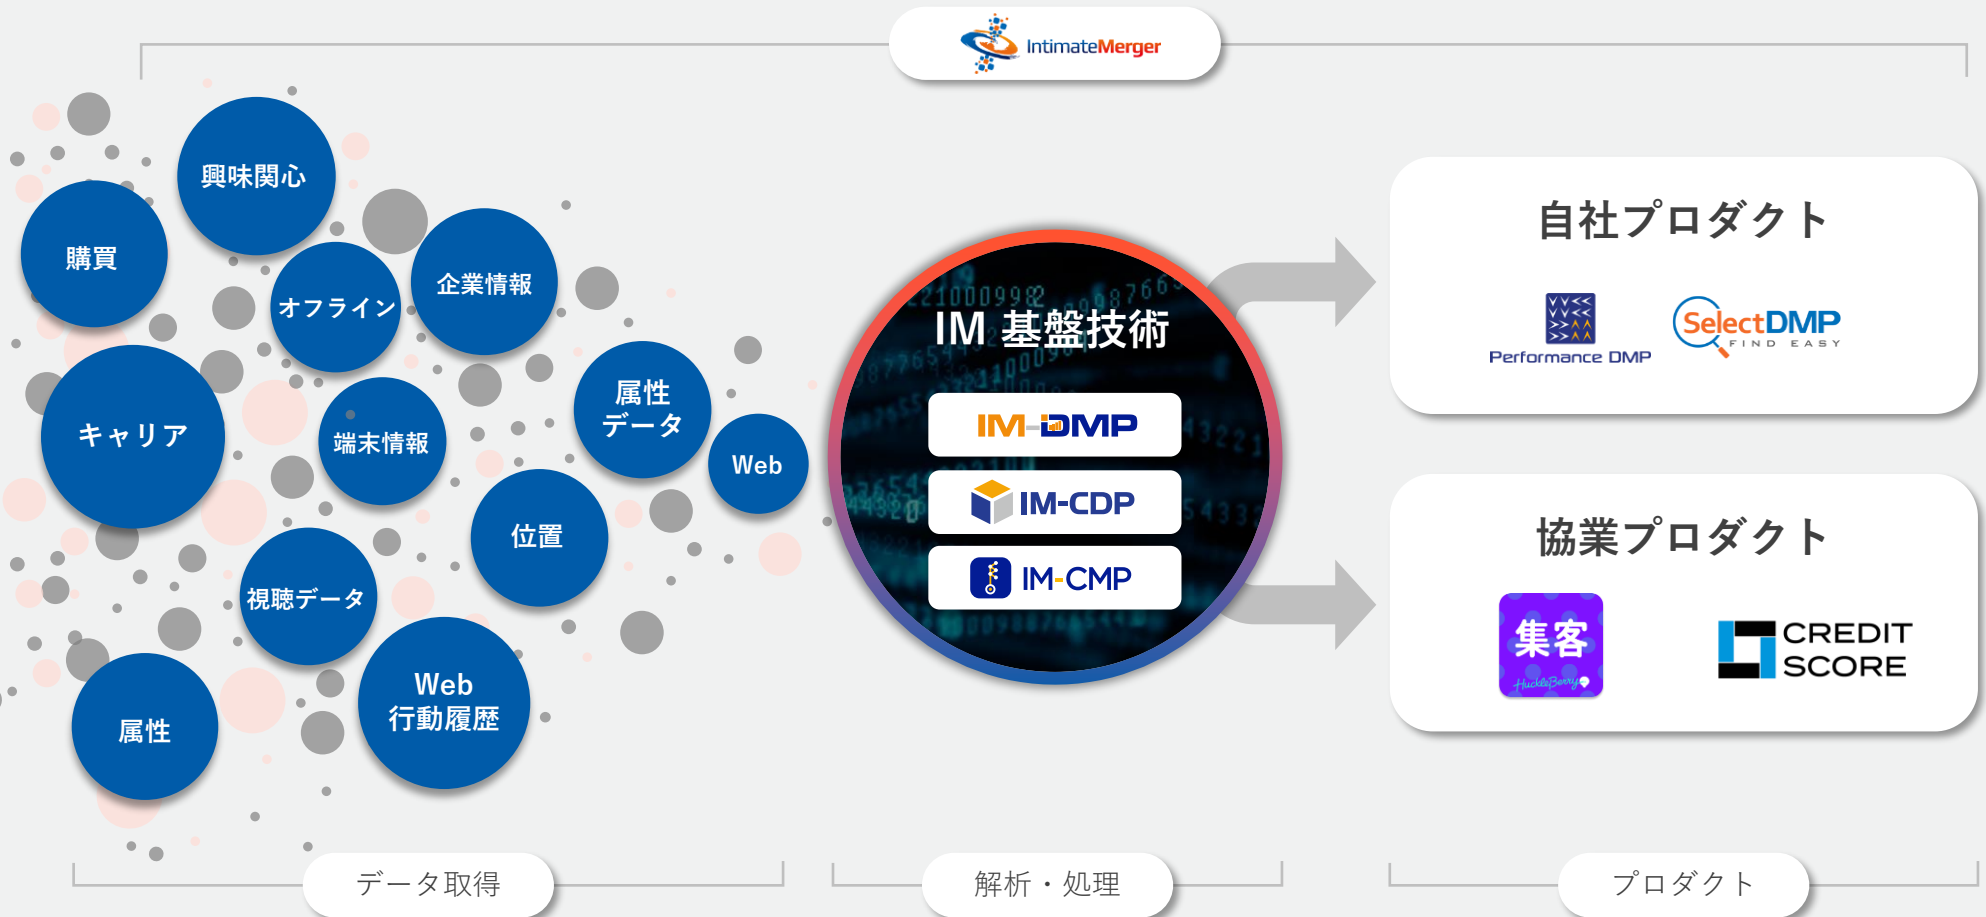 IntimateMerger
興味関心
購買
オフライン
企業情報
キャリア
端末情報
属性
データ
Web
位置
視聴データ
Web
行動履歴
属性
IM 基盤技術
IM-DMP
IM-CDP
IM-CMP
自社プロダクト
Performance DMP
SelectDMP
FIND EASY
協業プロダクト
集客
HuckleBerry
CREDIT
SCORE
データ取得
解析・処理
プロダクト